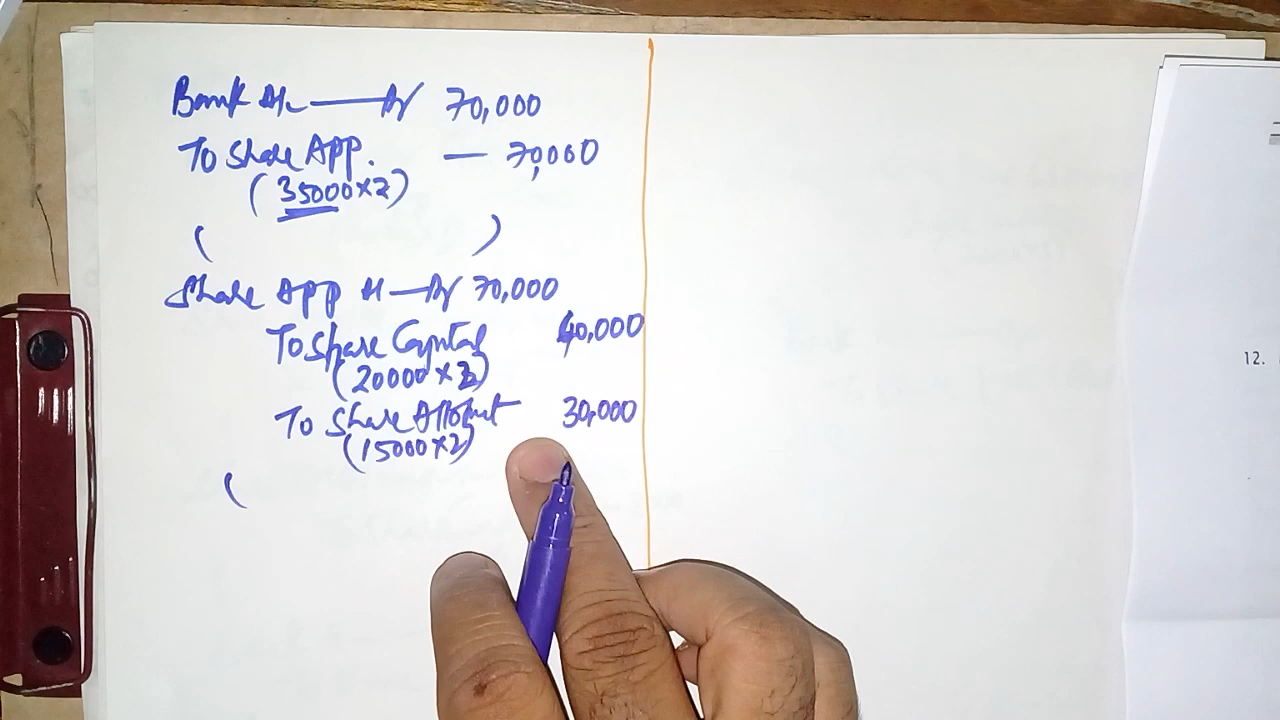 Bank A/c — Dr 70,000
To Share App. — 70,000
(35000×2)
( )
Share App A — Dr 70,000
To Share Capital 40,000
(20000×2)
To Share Allotment 30,000
(15000×2)
(
12.